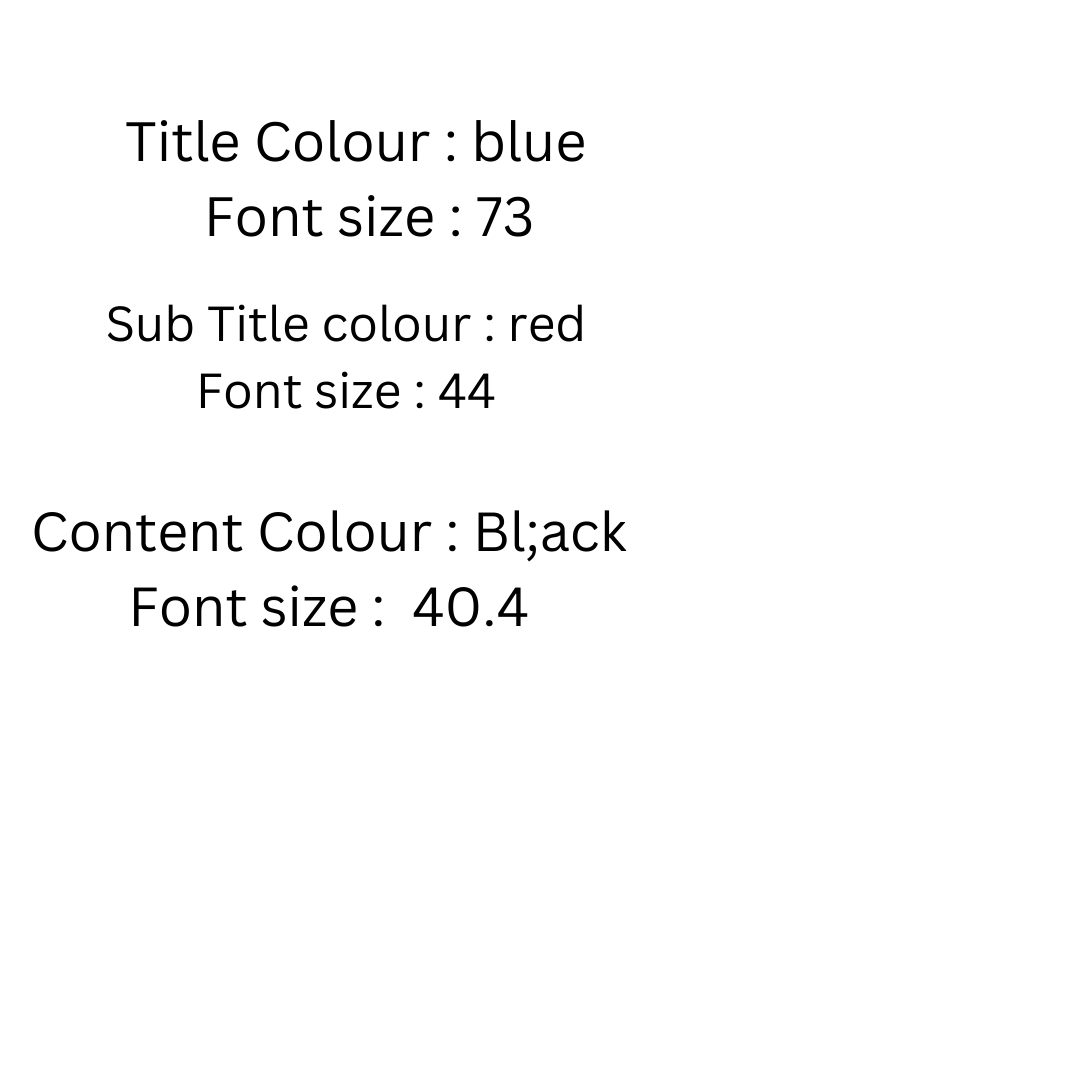 Title Colour : blue
Font size : 73
Sub Title colour : red
Font size : 44
Content Colour : Bl;ack
Font size :  40.4